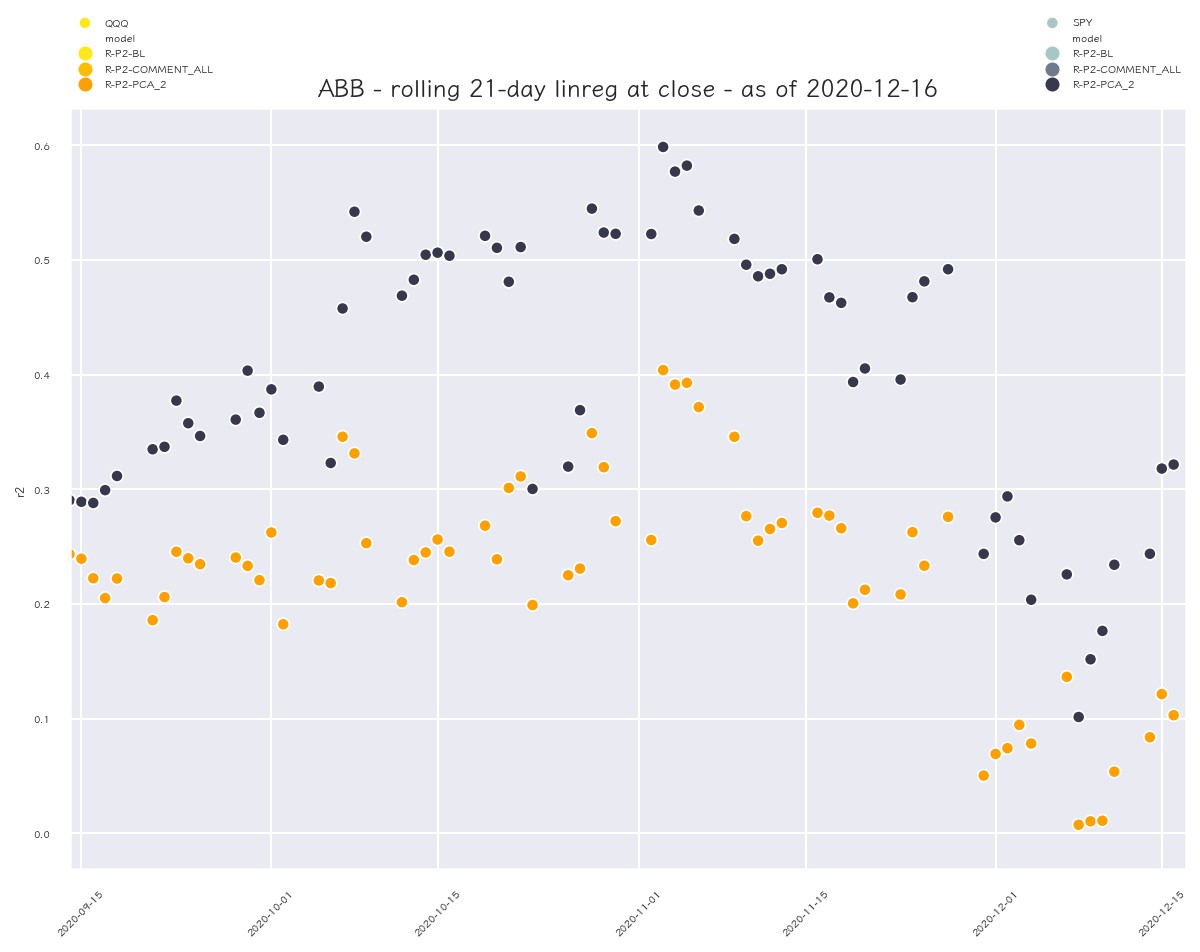 QQQ
model
R-P2-BL
R-P2-COMMENT_ALL
R-P2-PCA_2
SPY
model
R-P2-BL
R-P2-COMMENT_ALL
R-P2-PCA_2
ABB - rolling 21-day linreg at close - as of 2020-12-16
0.6
0.5
0.4
0.3
0.2
0.1
0.0
r2
2020-09-15
2020-10-01
2020-10-15
2020-11-01
2020-11-15
2020-12-01
2020-12-15